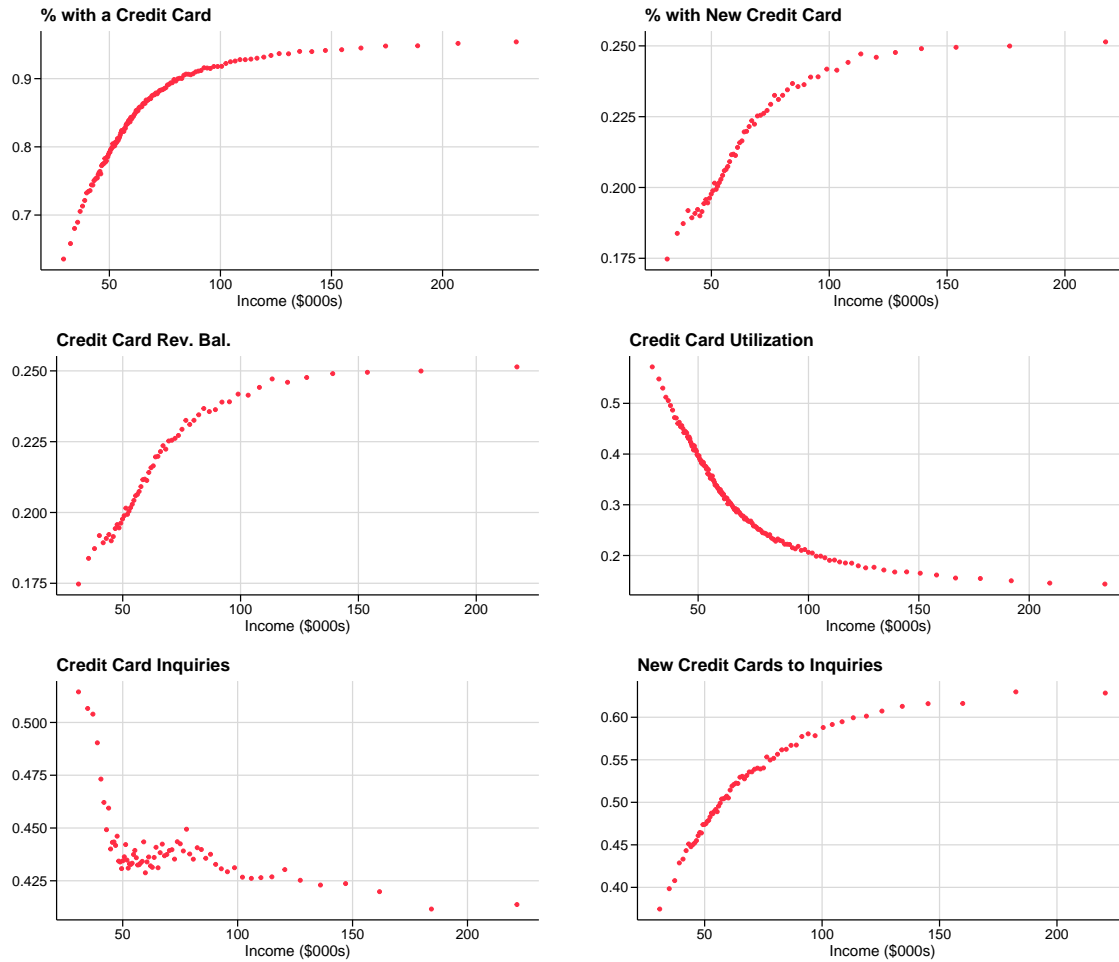 % with a Credit Card
0.9
0.8
0.7
50 100 150 200
Income ($000s)
% with New Credit Card
0.250
0.225
0.200
0.175
50 100 150 200
Income ($000s)
Credit Card Rev. Bal.
0.250
0.225
0.200
0.175
50 100 150 200
Income ($000s)
Credit Card Utilization
0.5
0.4
0.3
0.2
50 100 150 200
Income ($000s)
Credit Card Inquiries
0.500
0.475
0.450
0.425
50 100 150 200
Income ($000s)
New Credit Cards to Inquiries
0.60
0.55
0.50
0.45
0.40
50 100 150 200
Income ($000s)